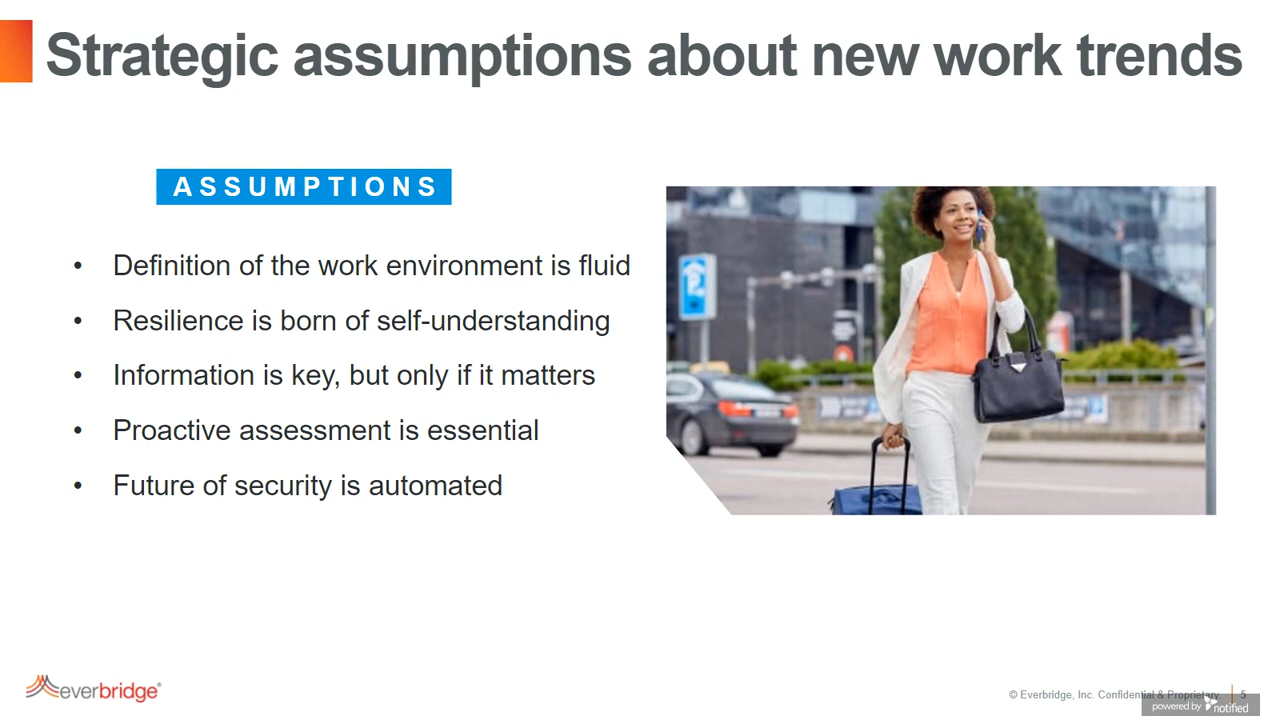 Strategic assumptions about new work trends
ASSUMPTIONS
• Definition of the work environment is fluid
• Resilience is born of self-understanding
• Information is key, but only if it matters
• Proactive assessment is essential
• Future of security is automated
everbridge®
© Everbridge, Inc. Confidential & Proprietary. 5
powered by notified